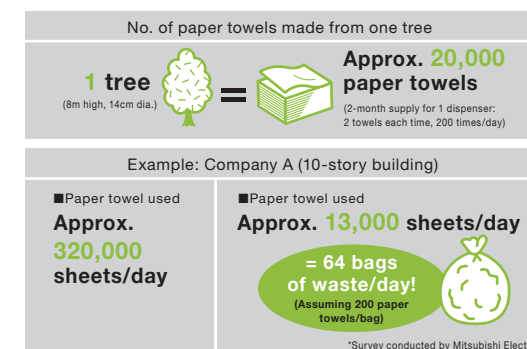 No. of paper towels made from one tree
1 tree
(8m high, 14cm dia.)
=
Approx. 20,000
paper towels
(2-month supply for 1 dispenser:
2 towels each time, 200 times/day)
Example: Company A (10-story building)
■Paper towel used
Approx.
320,000
sheets/day
■Paper towel used
Approx. 13,000 sheets/day
= 64 bags
of waste/day!
(Assuming 200 paper
towels/bag)
*Survey conducted by Mitsubishi Elect